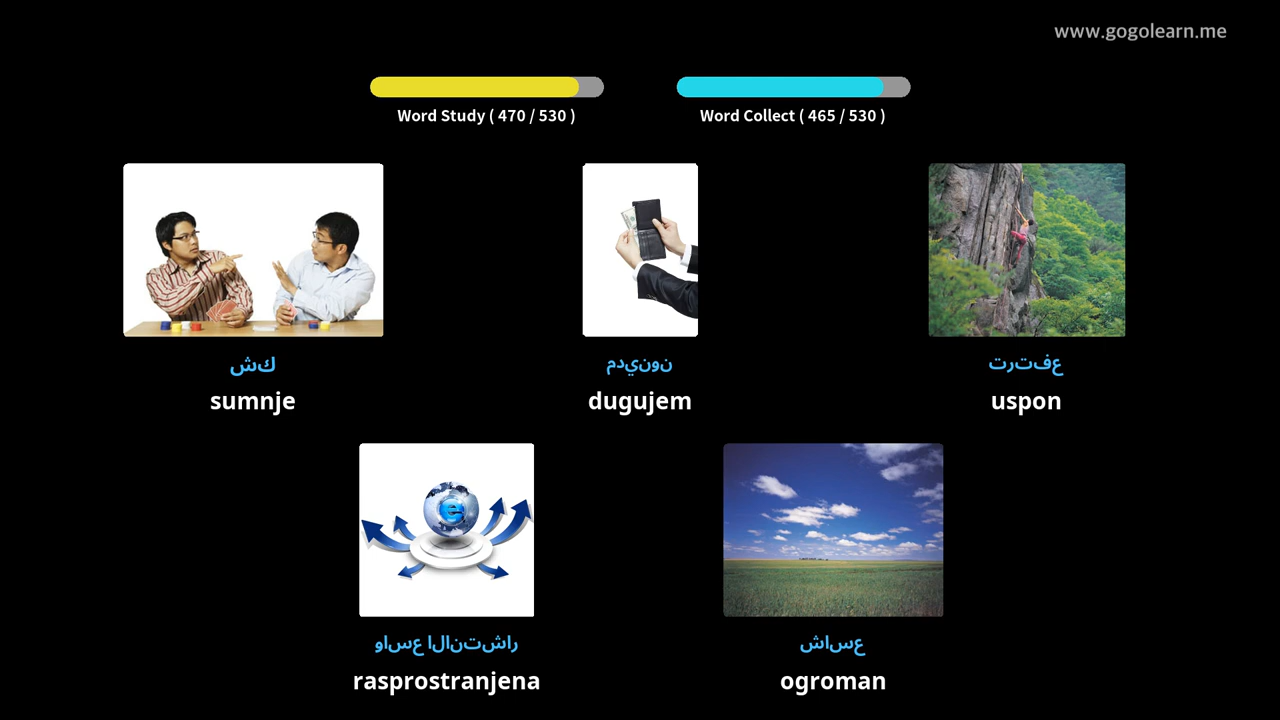 www.gogolearn.me
Word Study ( 470 / 530 )
Word Collect ( 465 / 530 )
شك
مدينون
ترتفع
sumnje
dugujem
uspon
واسع الانتشار
شاسع
rasprostranjena
ogroman